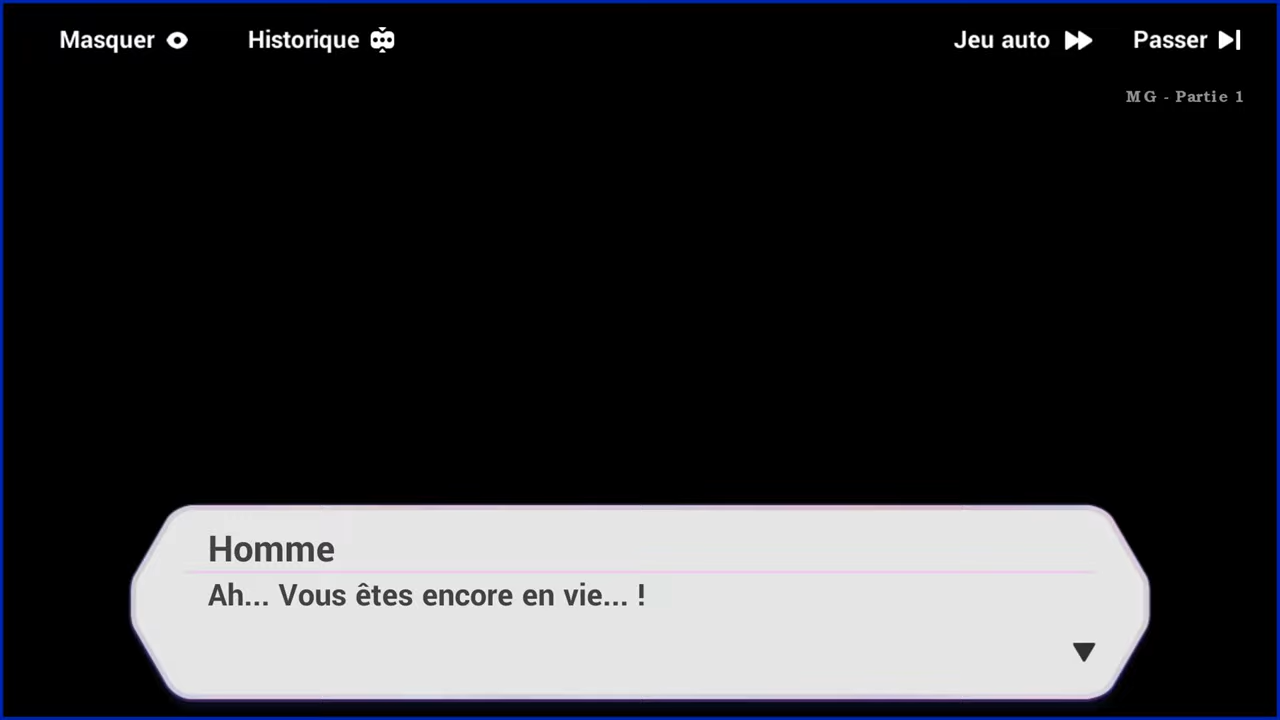 Masquer
Historique
Jeu auto
Passer
MG - Partie 1
Homme
Ah... Vous êtes encore en vie... !